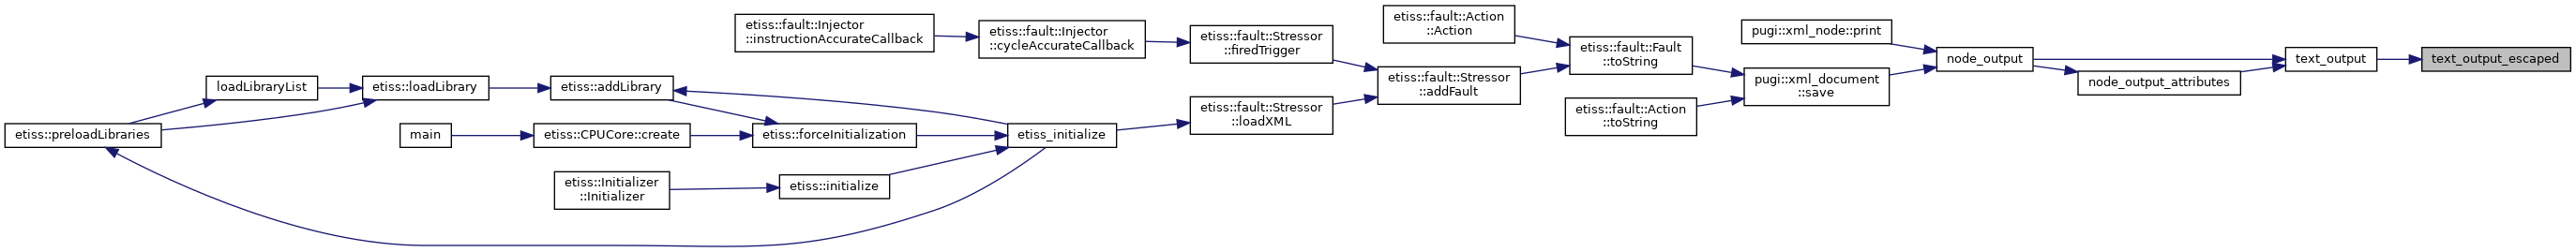 etiss::fault::Injector
::instructionAccurateCallback
etiss::fault::Injector
::cycleAccurateCallback
etiss::fault::Stressor
::firedTrigger
etiss::fault::Action
::Action
etiss::fault::Fault
::toString
pugi::xml_node::print
node_output
text_output
text_output_escaped
loadLibraryList
etiss::loadLibrary
etiss::addLibrary
etiss::fault::Stressor
::addFault
pugi::xml_document
::save
node_output_attributes
etiss::preloadLibraries
main
etiss::CPUCore::create
etiss::forceInitialization
etiss_initialize
etiss::fault::Stressor
::loadXML
etiss::fault::Action
::toString
etiss::Initializer
::Initializer
etiss::initialize